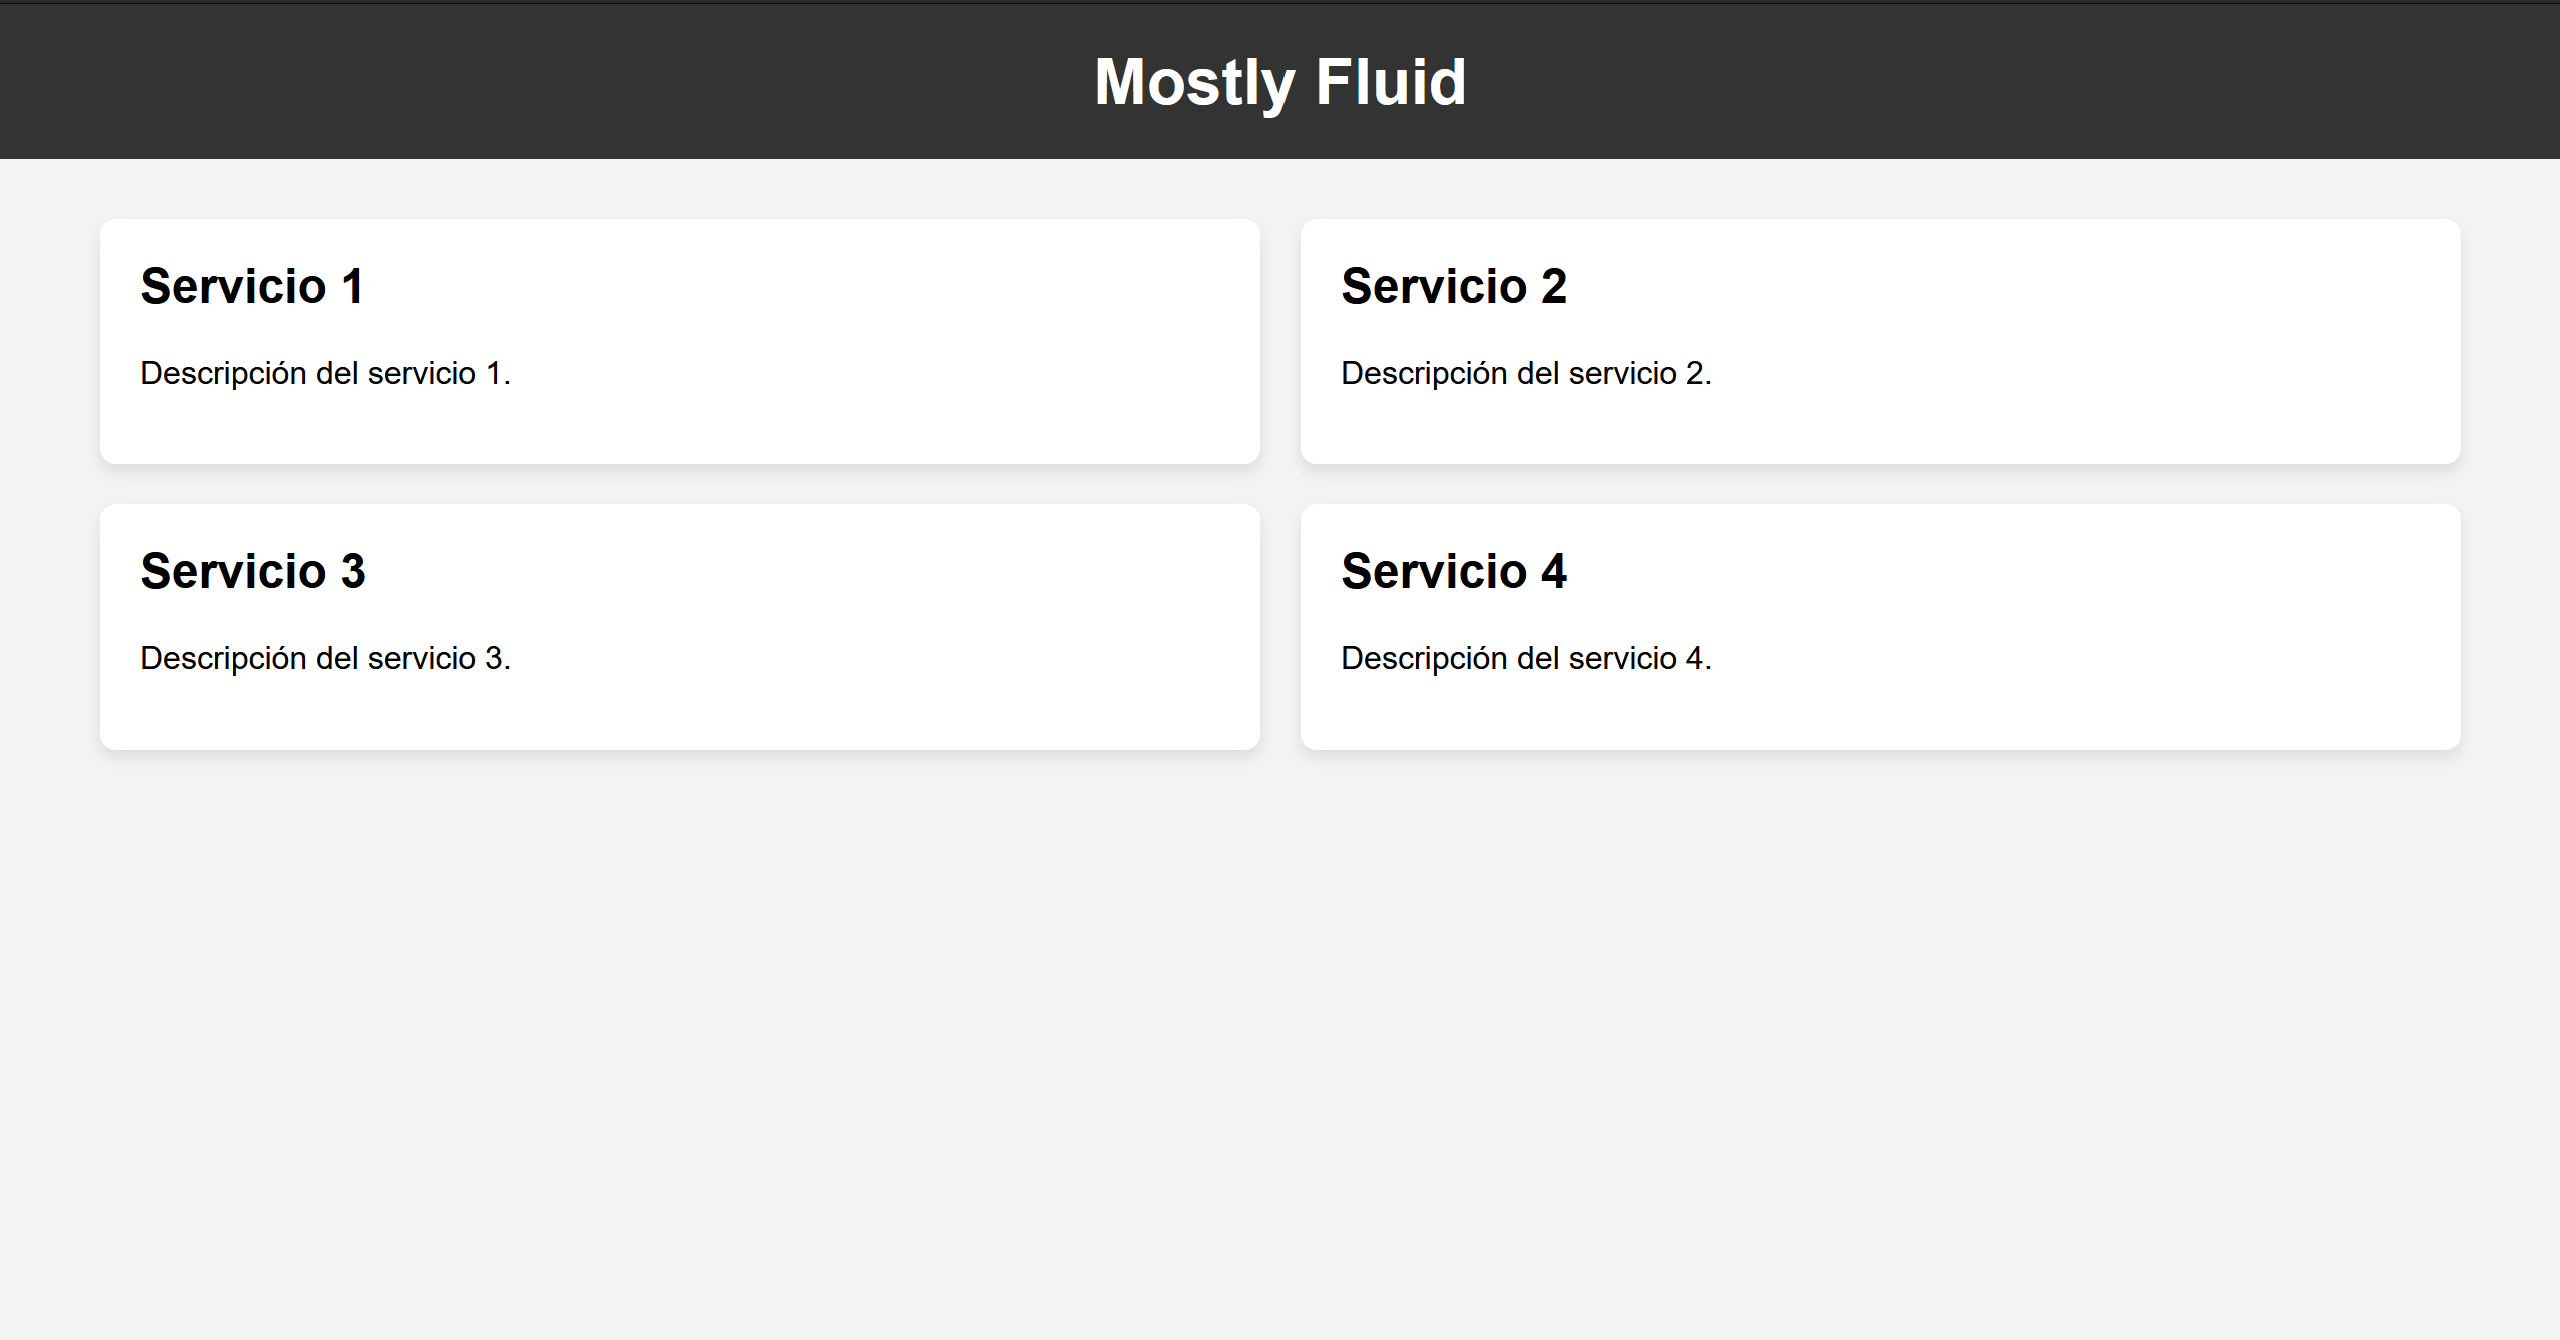 Mostly Fluid
Servicio 1
Descripción del servicio 1.
Servicio 2
Descripción del servicio 2.
Servicio 3
Descripción del servicio 3.
Servicio 4
Descripción del servicio 4.